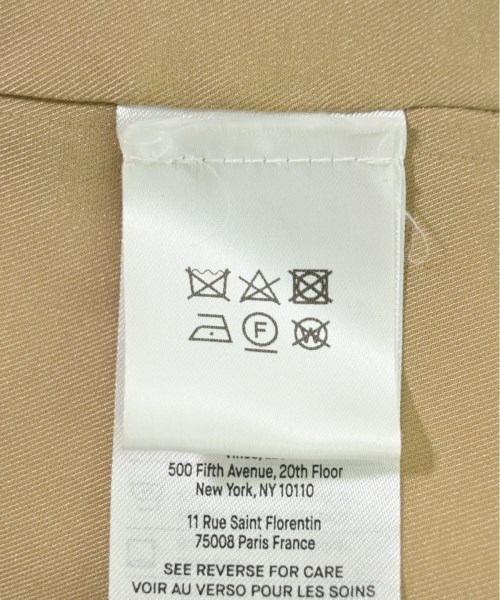 F
W
500 Fifth Avenue, 20th Floor
New York, NY 10110
11 Rue Saint Florentin
75008 Paris France
SEE REVERSE FOR CARE
VOIR AU VERSO POUR LES SOINS